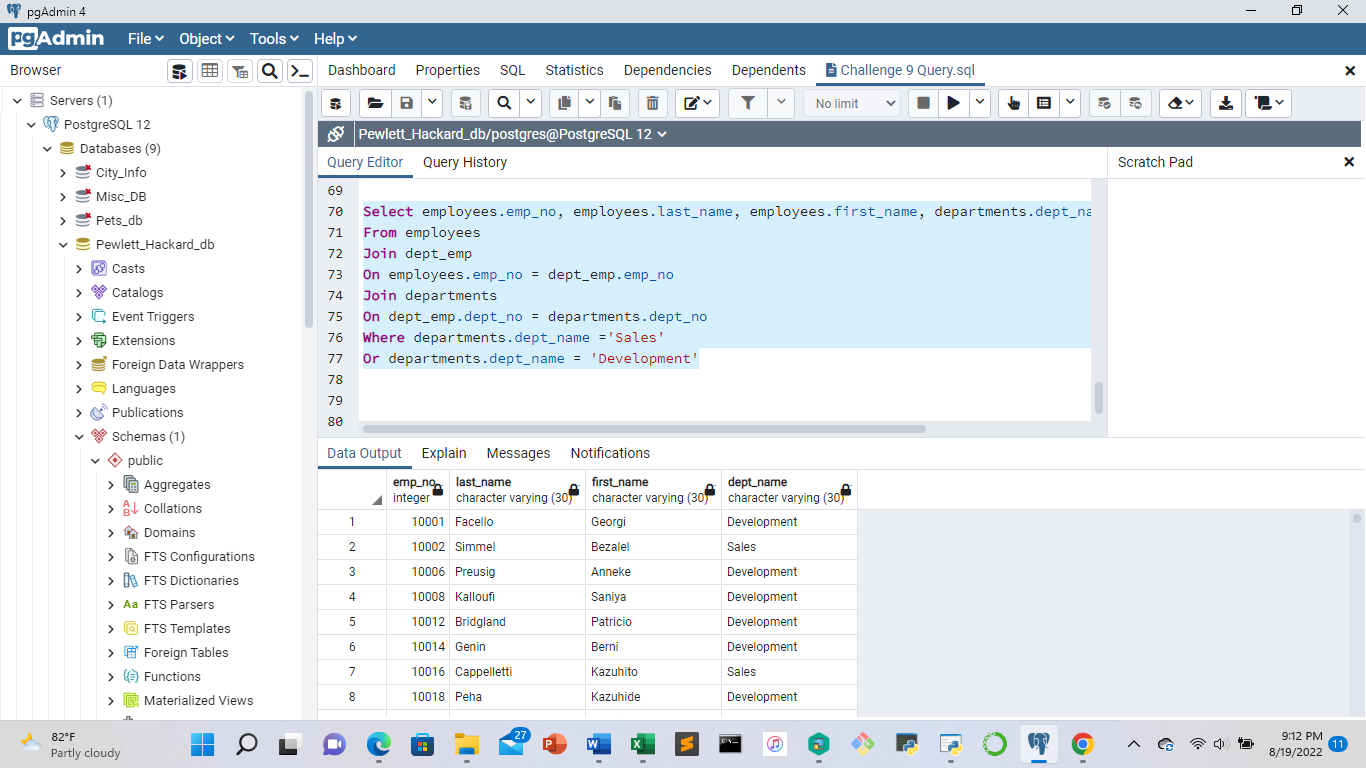 pgAdmin 4
pgAdmin File Object Tools Help
Browser
Dashboard Properties SQL Statistics Dependencies Dependents Challenge 9 Query.sql
No limit
Pewlett_Hackard_db/postgres@PostgreSQL 12
Query Editor Query History
Scratch Pad
Servers (1)
PostgreSQL 12
Databases (9)
City_Info
Misc_DB
Pets_db
Pewlett_Hackard_db
Casts
Catalogs
Event Triggers
Extensions
Foreign Data Wrappers
Languages
Publications
Schemas (1)
public
Aggregates
Collations
Domains
FTS Configurations
FTS Dictionaries
Aa FTS Parsers
FTS Templates
Foreign Tables
Functions
Materialized Views
69
70 Select employees.emp_no, employees.last_name, employees.first_name, departments.dept_na
71 From employees
72 Join dept_emp
73 On employees.emp_no = dept_emp.emp_no
74 Join departments
75 On dept_emp.dept_no = departments.dept_no
76 Where departments.dept_name ='Sales'
77 Or departments.dept_name = 'Development'
78
79
80
Data Output Explain Messages Notifications
emp_no last_name first_name dept_name
integer character varying (30) character varying (30) character varying (30)
1 10001 Facello Georgi Development
2 10002 Simmel Bezalel Sales
3 10006 Preusig Anneke Development
4 10008 Kalloufi Saniya Development
5 10012 Bridgland Patricio Development
6 10014 Genin Berni Development
7 10016 Cappelletti Kazuhito Sales
8 10018 Peha Kazuhide Development
82°F
Partly cloudy
27
9:12 PM
8/19/2022
11